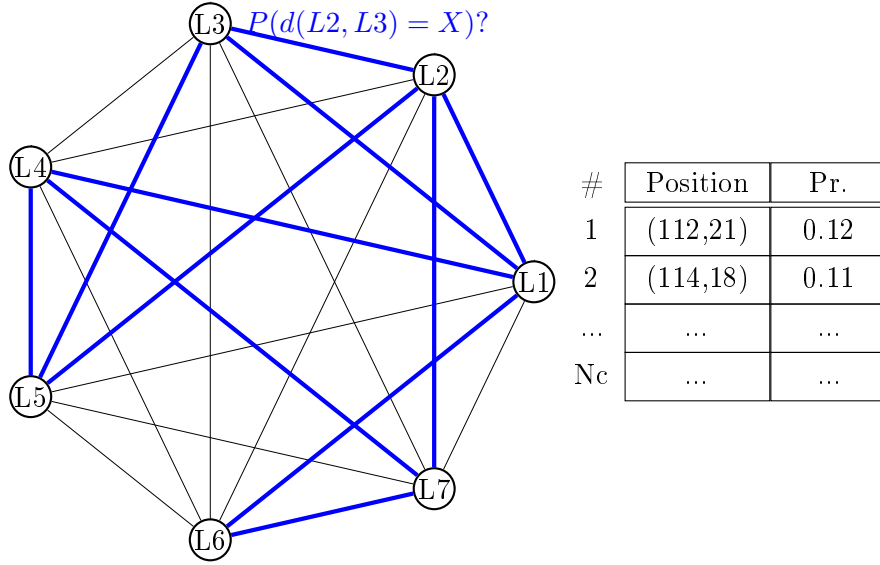 L3 P(d(L2, L3) = X)?
L2
L4
L1
L5
L7
L6
# Position Pr.
1 (112,21) 0.12
2 (114,18) 0.11
... ... ...
Nc ... ...